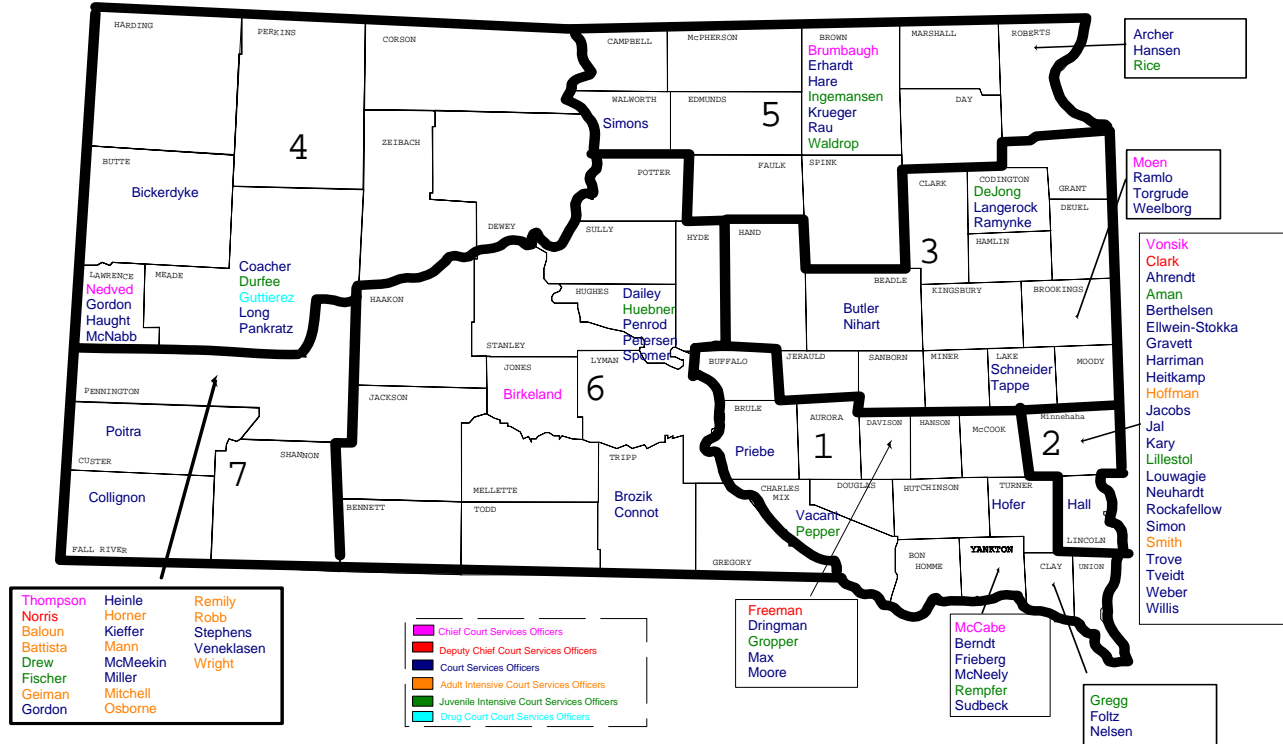 HARDING
PERKINS
CORSON
CAMPBELL
McPHERSON
BROWN
Brumbaugh
Erhardt
Hare
Ingemansen
Krueger
Rau
Waldrop
MARSHALL
ROBERTS
Archer
Hansen
Rice
WALWORTH
Simons
EDMUNDS
5
DAY
4
ZEIBACH
BUTTE
Bickerdyke
POTTER
FAULK
SPINK
CLARK
CODINGTON
DeJong
Langerock
Ramynke
GRANT
DEUEL
Moen
Ramlo
Torgrude
Weelborg
DEWEY
SULLY
HYDE
HAND
3
HAMLIN
LAWRENCE
Nedved
Gordon
Haught
McNabb
MEADE
Coacher
Durfee
Guttierez
Long
Pankratz
HAAKON
STANLEY
HUGHES
Dailey
Huebner
Penrod
Petersen
Spomer
BEADLE
Butler
Nihart
KINGSBURY
BROOKINGS
Vonsik
Clark
Ahrendt
Aman
Berthelsen
Ellwein-Stokka
Gravett
Harriman
Heitkamp
Hoffman
Jacobs
Jal
Kary
Lillestol
Louwagie
Neuhardt
Rockafellow
Simon
Smith
Trove
Tveidt
Weber
Willis
JONES
Birkeland
LYMAN
6
BUFFALO
JERAULD
SANBORN
MINER
LAKE
Schneider
Tappe
MOODY
PENNINGTON
JACKSON
BRULE
Priebe
AURORA
1
DAVISON
HANSON
McCOOK
Minnehaha
2
Poitra
CUSTER
7
SHANNON
Collignon
FALL RIVER
MELLETTE
TRIPP
Brozik
Connot
BENNETT
TODD
GREGORY
CHARLES
MIX
Vacant
Pepper
DOUGLAS
HUTCHINSON
TURNER
Hofer
Hall
LINCOLN
BON
HOMME
YANKTON
CLAY
UNION
Thompson
Norris
Baloun
Battista
Drew
Fischer
Geiman
Gordon
Heinle
Horner
Kieffer
Mann
McMeekin
Miller
Mitchell
Osborne
Remily
Robb
Stephens
Veneklasen
Wright
Chief Court Services Officers
Deputy Chief Court Services Officers
Court Services Officers
Adult Intensive Court Services Officers
Juvenile Intensive Court Services Officers
Drug Court Court Services Officers
Freeman
Dringman
Gropper
Max
Moore
McCabe
Berndt
Frieberg
McNeely
Rempfer
Sudbeck
Gregg
Foltz
Nelsen